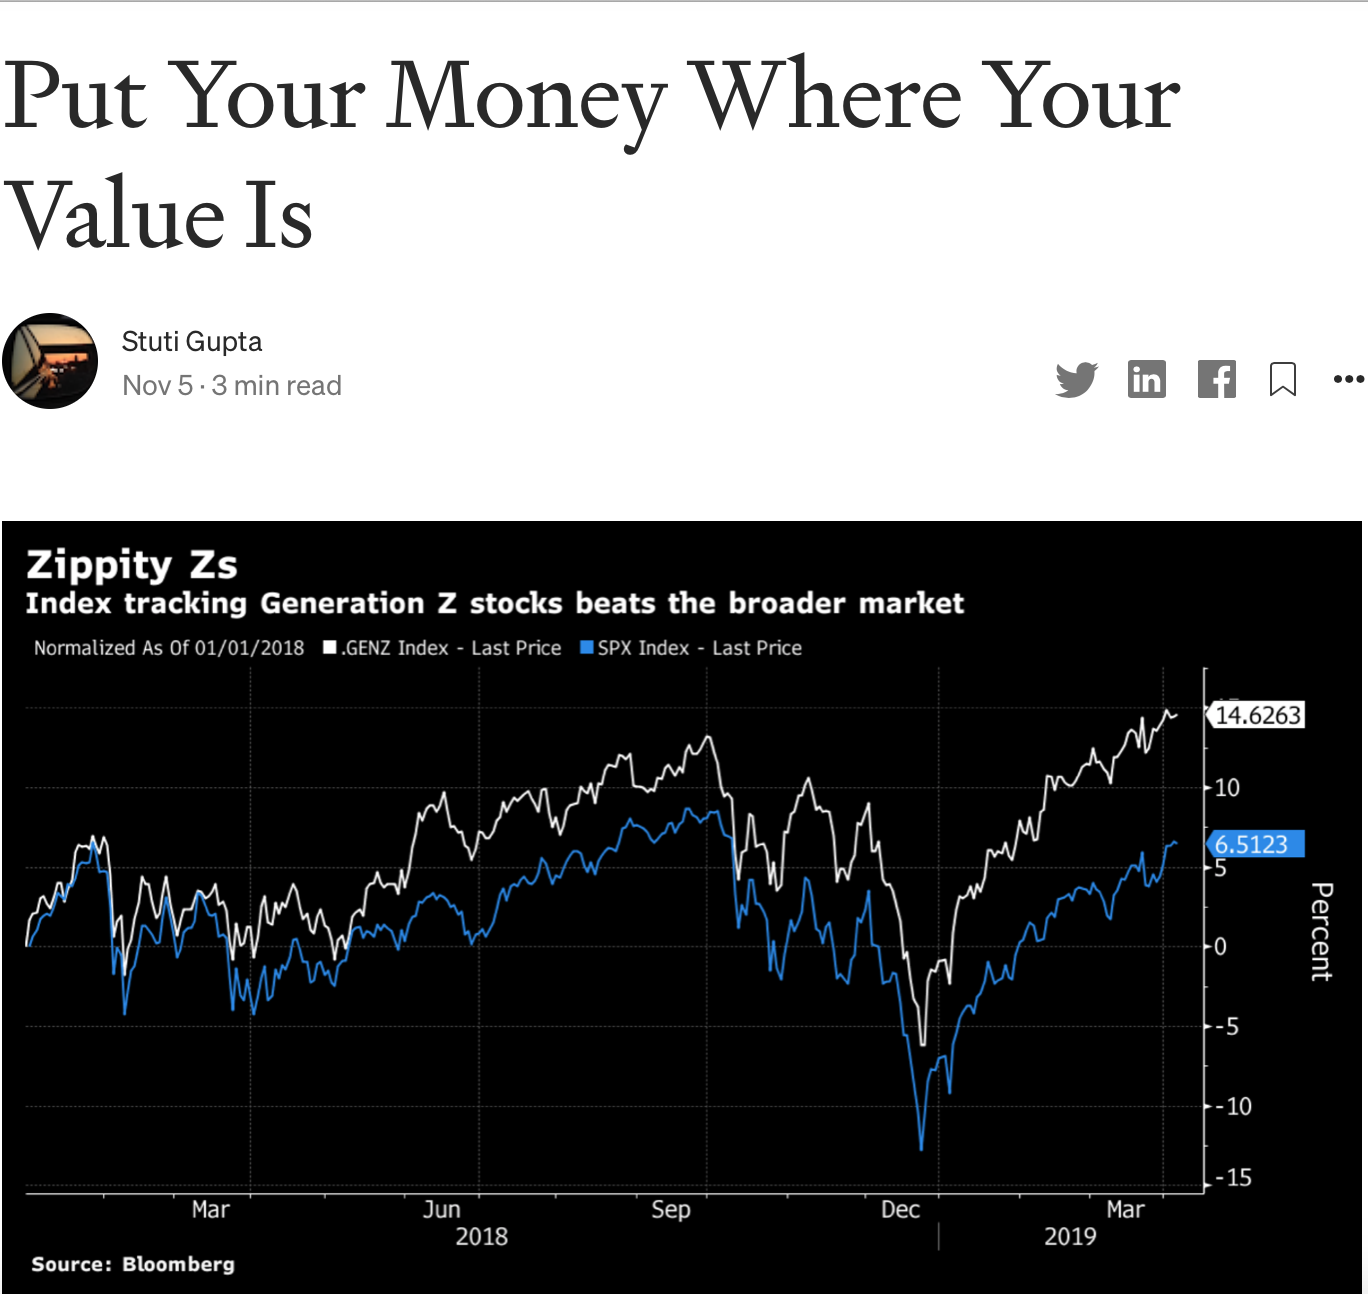 Put Your Money Where Your
Value Is
Stuti Gupta
Nov 5 · 3 min read
Zippity Zs
Index tracking Generation Z stocks beats the broader market
Normalized As Of 01/01/2018 .GENZ Index - Last Price SPX Index - Last Price
14.6263
10
6.5123
5
0
-5
-10
-15
Percent
Mar Jun Sep Dec Mar
2018 2019
Source: Bloomberg